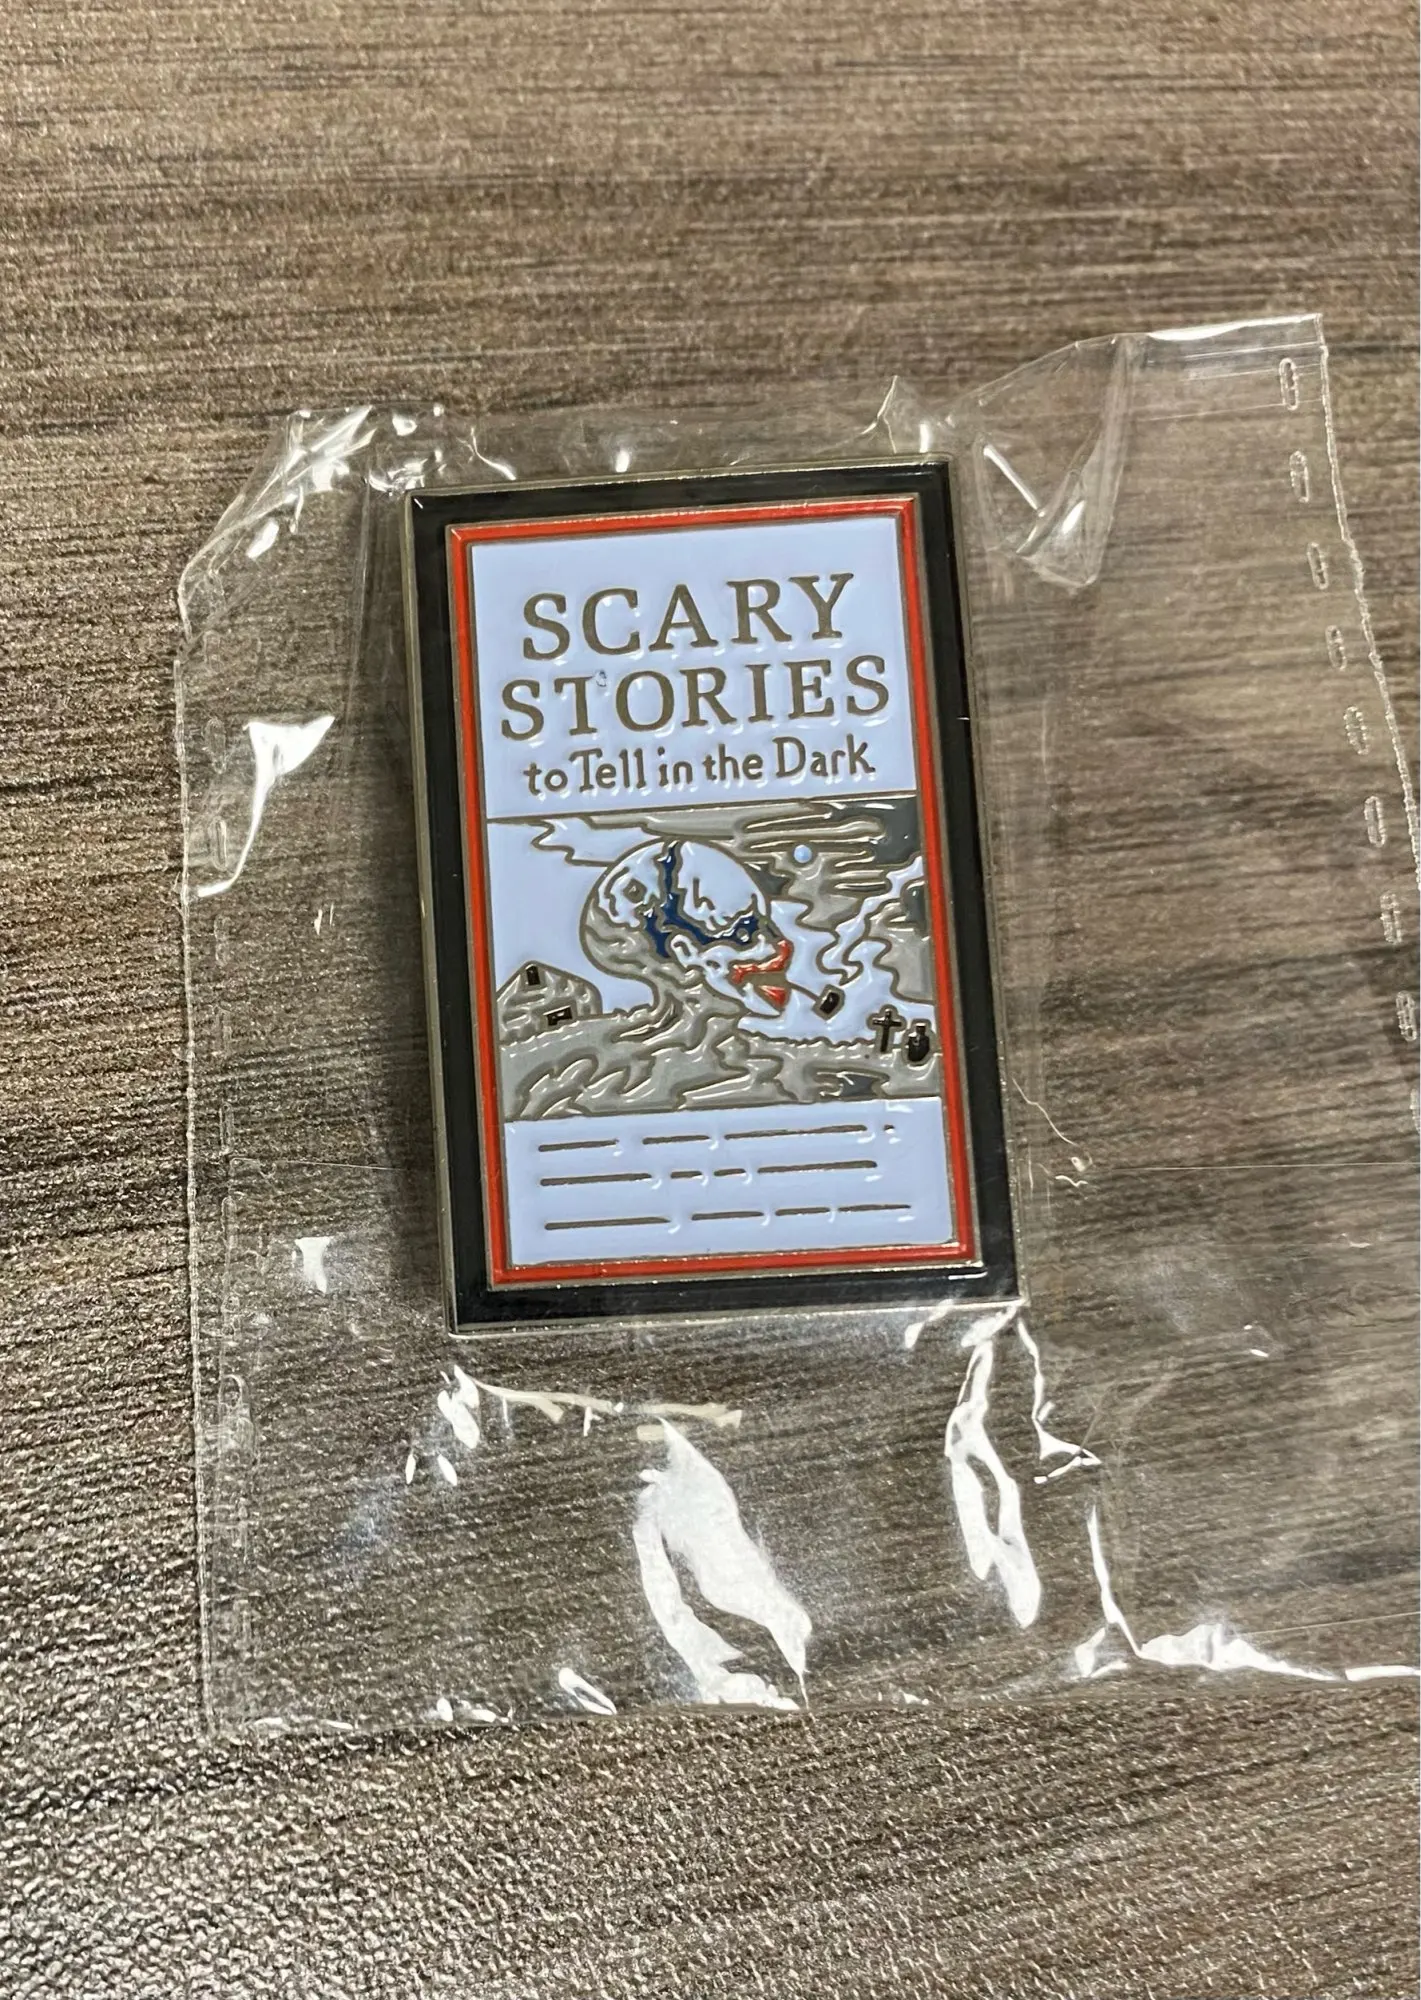 SCARY
STORIES
to Tell in the Dark